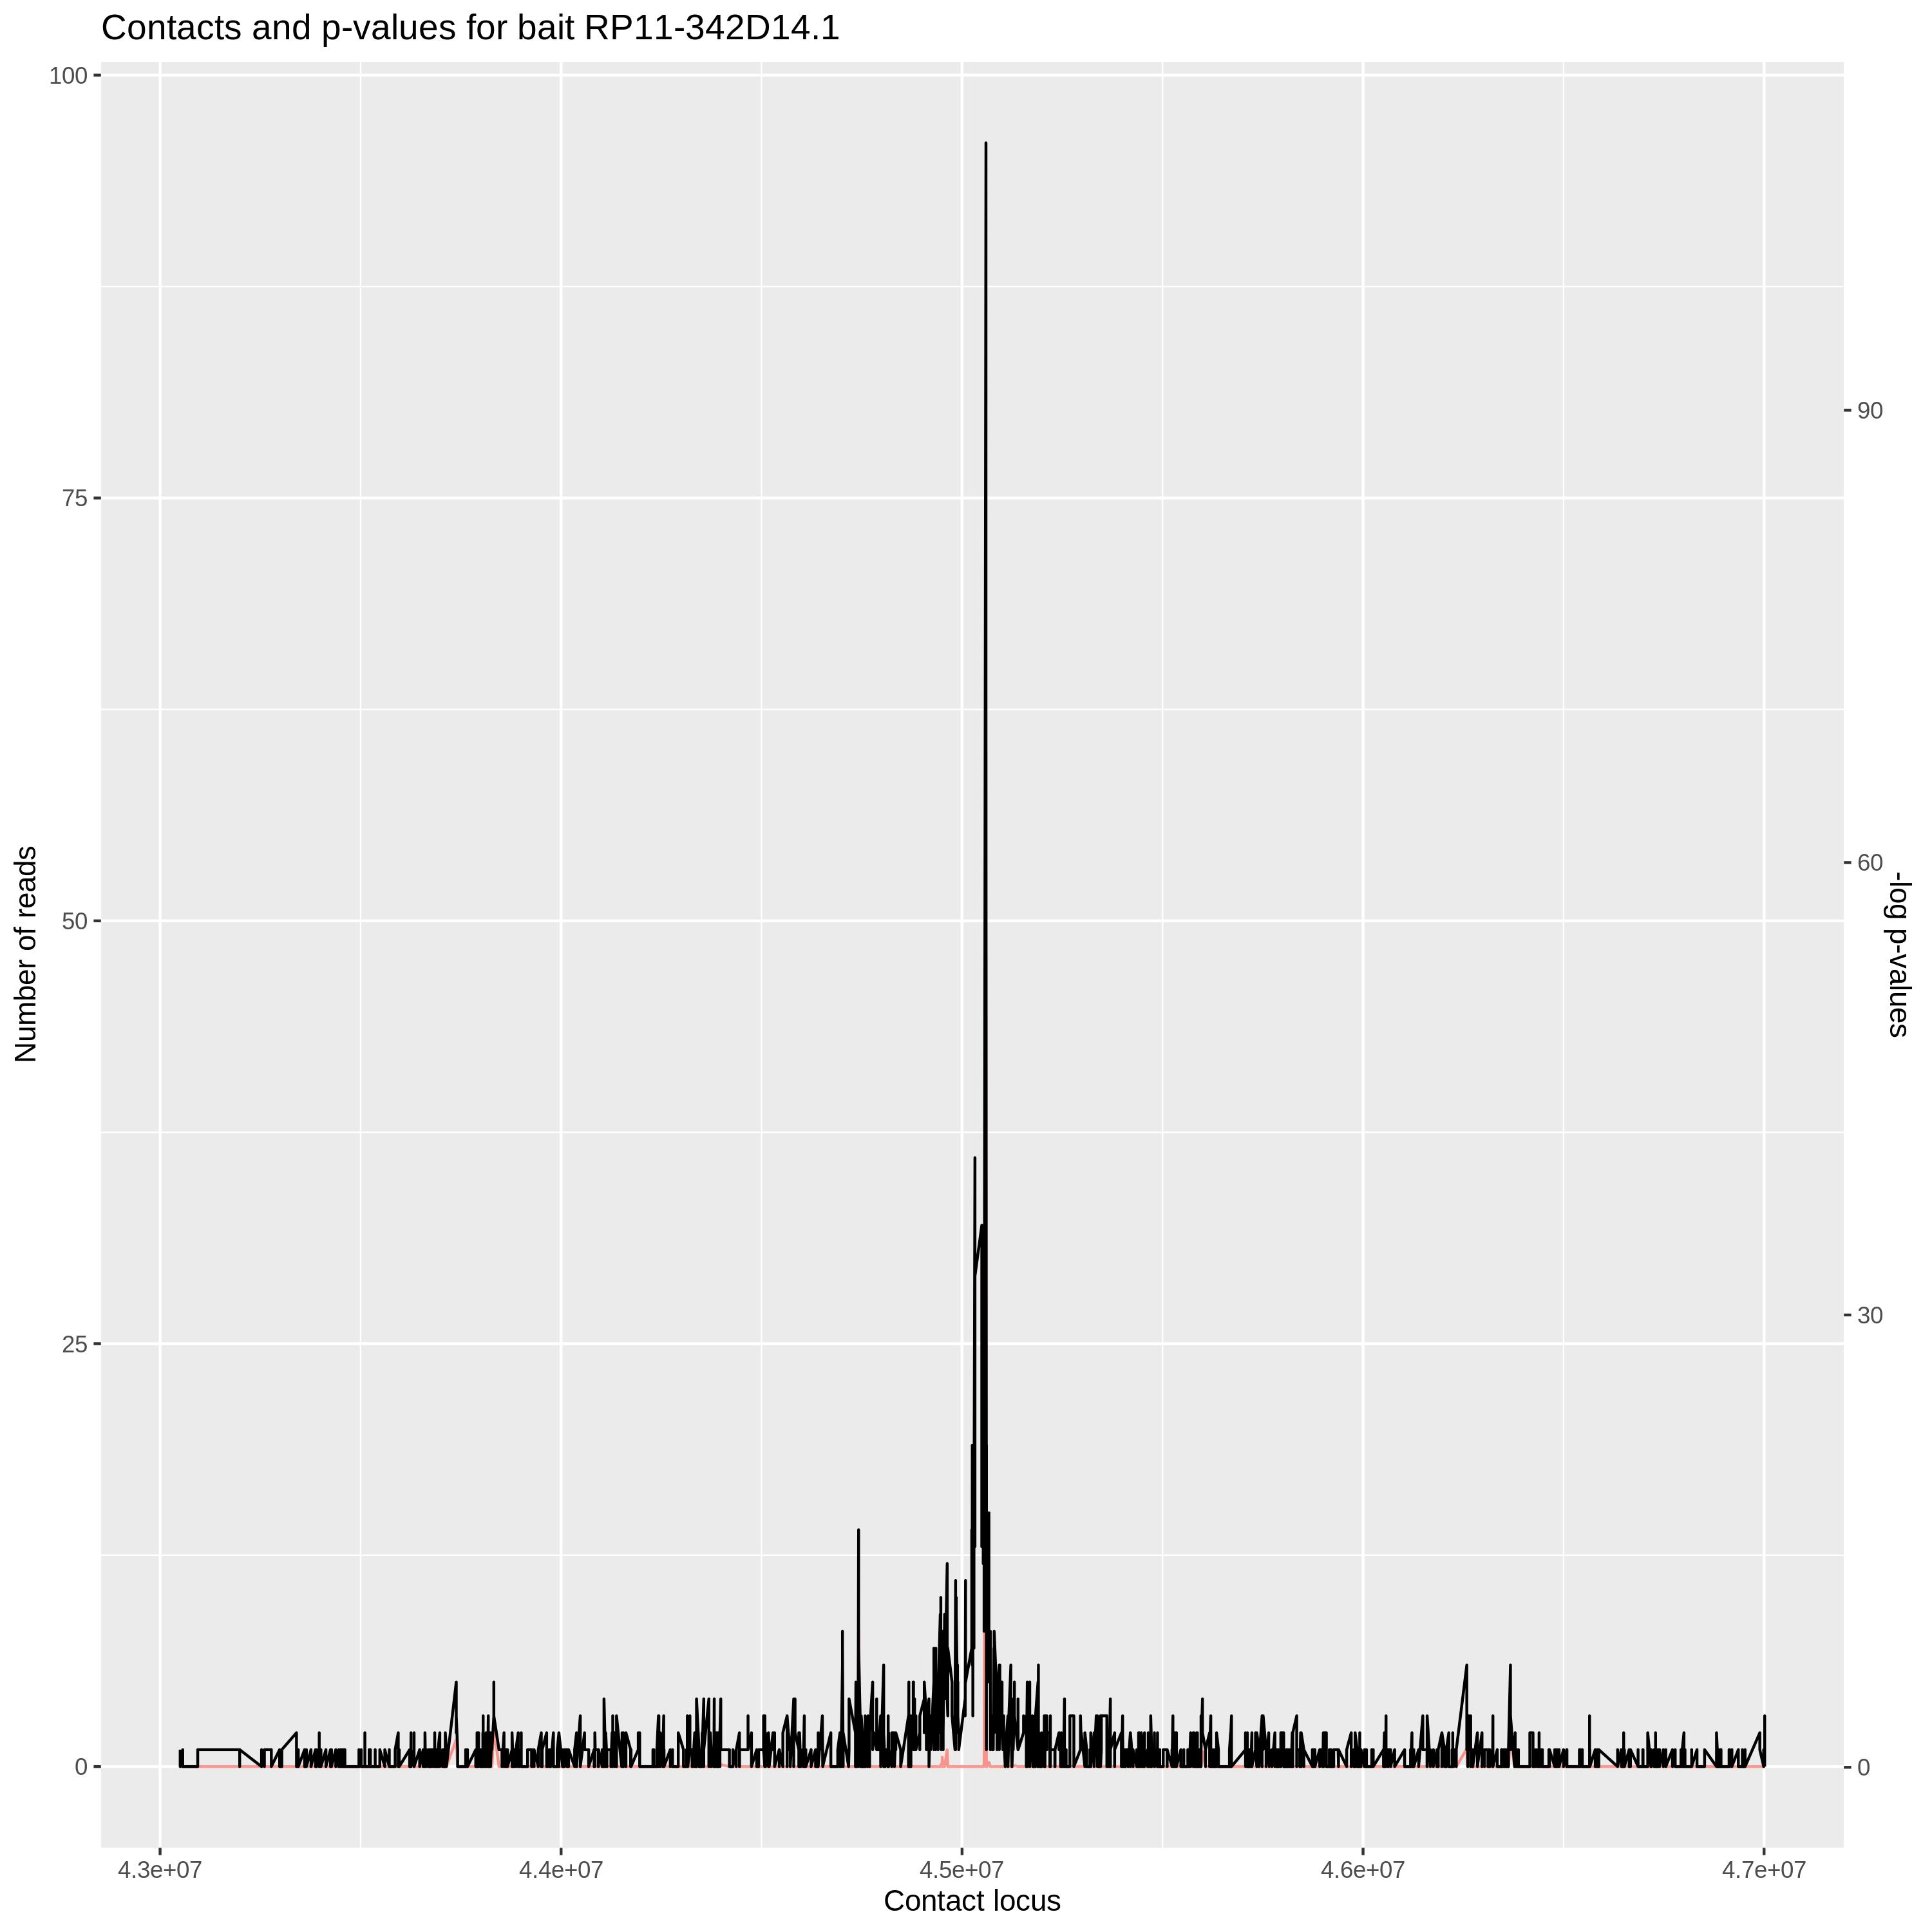 Contacts and p-values for bait RP11-342D14.1
100
75
50
25
0
Number of reads
90
60
30
0
-log p-values
4.3e+07 4.4e+07 4.5e+07 4.6e+07 4.7e+07
Contact locus